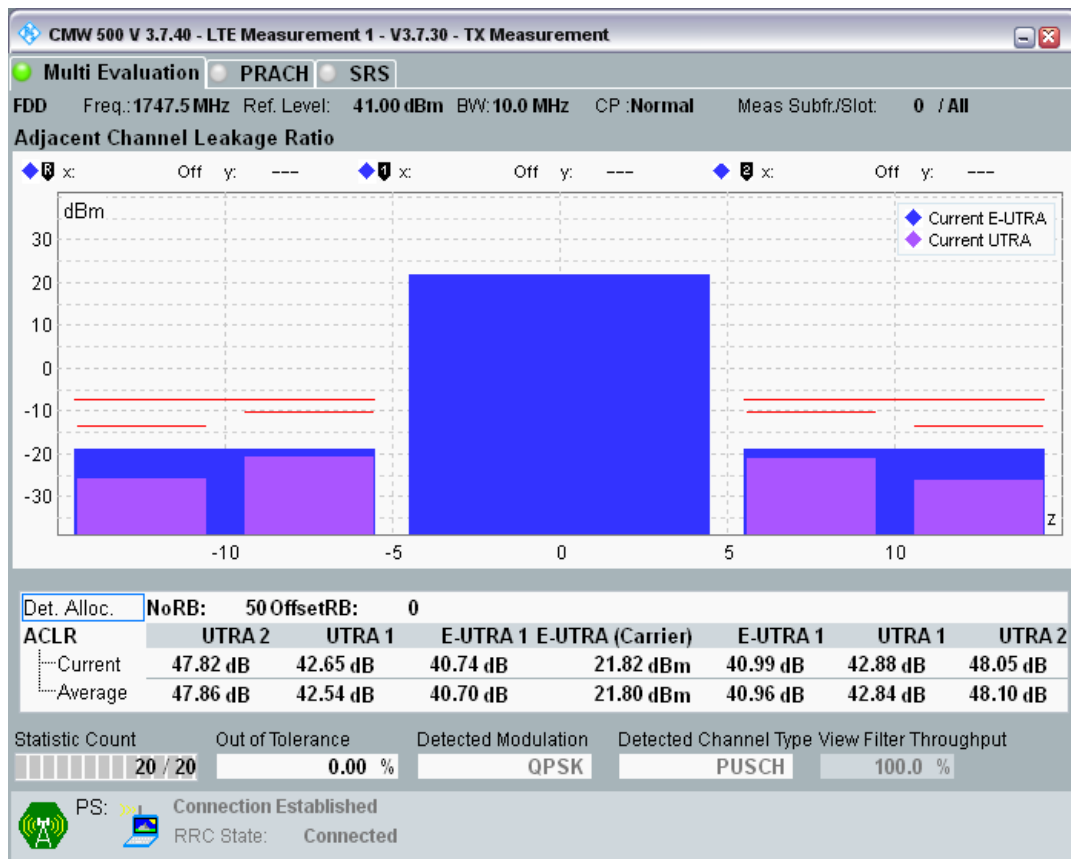 CMW 500 V 3.7.40 - LTE Measurement 1 - V3.7.30 - TX Measurement
Multi Evaluation PRACH SRS
FDD Freq.:1747.5 MHz Ref. Level: 41.00 dBm BW:10.0 MHz CP :Normal Meas Subfr./Slot: 0 / All
Adjacent Channel Leakage Ratio
R x: Off y: --- 1 x: Off y: --- 2 x: Off y: ---
dBm
Current E-UTRA
Current UTRA
30
20
10
0
-10
-20
-30
z
-10 -5 0 5 10
Det. Alloc. NoRB: 50 OffsetRB: 0
ACLR UTRA 2 UTRA 1 E-UTRA 1 E-UTRA (Carrier) E-UTRA 1 UTRA 1 UTRA 2
Current 47.82 dB 42.65 dB 40.74 dB 21.82 dBm 40.99 dB 42.88 dB 48.05 dB
Average 47.86 dB 42.54 dB 40.70 dB 21.80 dBm 40.96 dB 42.84 dB 48.10 dB
Statistic Count Out of Tolerance Detected Modulation Detected Channel Type View Filter Throughput
20 / 20 0.00 % QPSK PUSCH 100.0 %
PS: Connection Established
RRC State: Connected